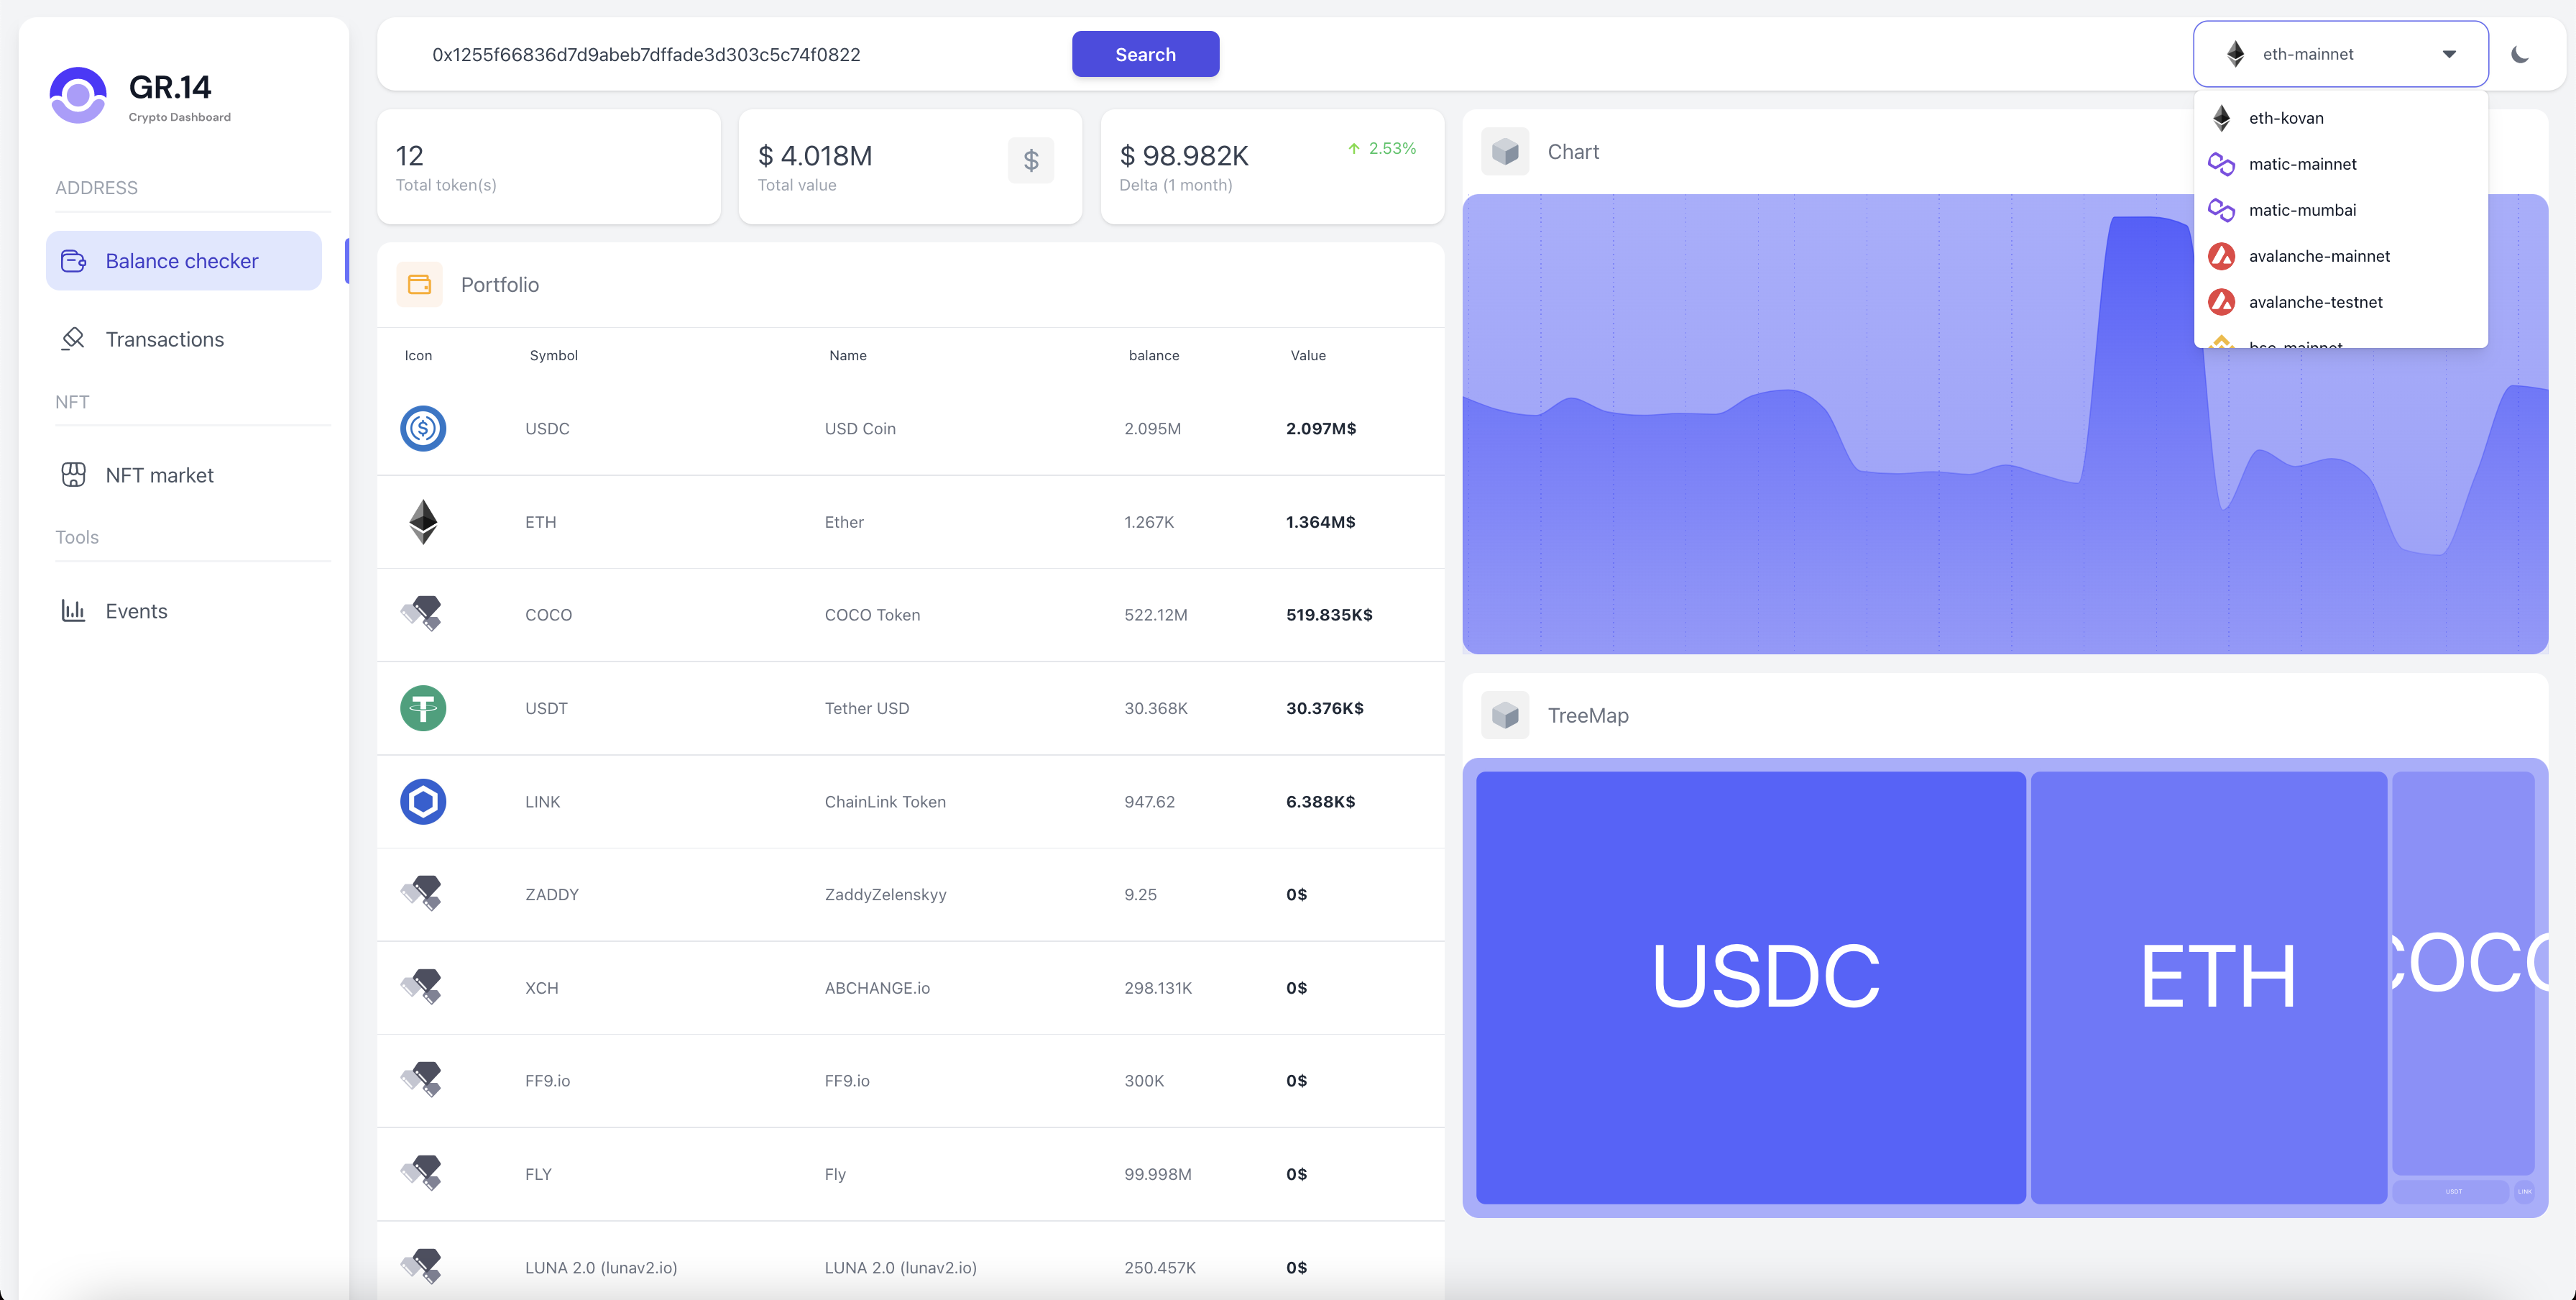 GR.14
Crypto Dashboard
ADDRESS
Balance checker
Transactions
NFT
NFT market
Tools
Events
0x1255f66836d7d9abeb7dffade3d303c5c74f0822
Search
eth-mainnet
eth-kovan
matic-mainnet
matic-mumbai
avalanche-mainnet
avalanche-testnet
bsc-mainnet
12
Total token(s)
$ 4.018M
Total value
$
$ 98.982K
Delta (1 month)
2.53%
Portfolio
Icon Symbol Name balance Value
USDC USD Coin 2.095M 2.097M$
ETH Ether 1.267K 1.364M$
COCO COCO Token 522.12M 519.835K$
USDT Tether USD 30.368K 30.376K$
LINK ChainLink Token 947.62 6.388K$
ZADDY ZaddyZelenskyy 9.25 0$
XCH ABCHANGE.io 298.131K 0$
FF9.io FF9.io 300K 0$
FLY Fly 99.998M 0$
LUNA 2.0 (lunav2.io) LUNA 2.0 (lunav2.io) 250.457K 0$
Chart
TreeMap
USDC
ETH
COCO
USDT
LINK